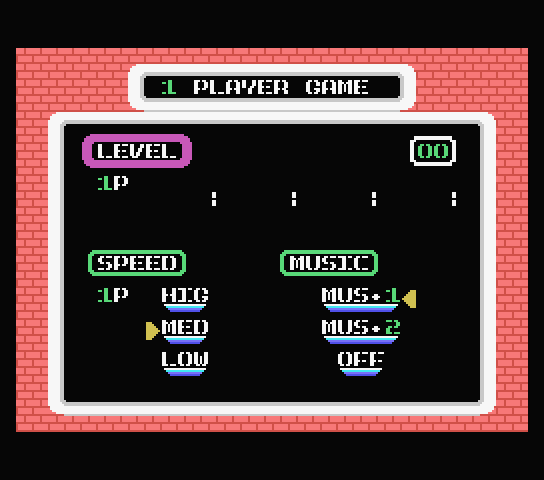 1 PLAYER GAME
LEVEL 00
1P
SPEED MUSIC
1P HIG MUS.1
MED MUS.2
LOW OFF